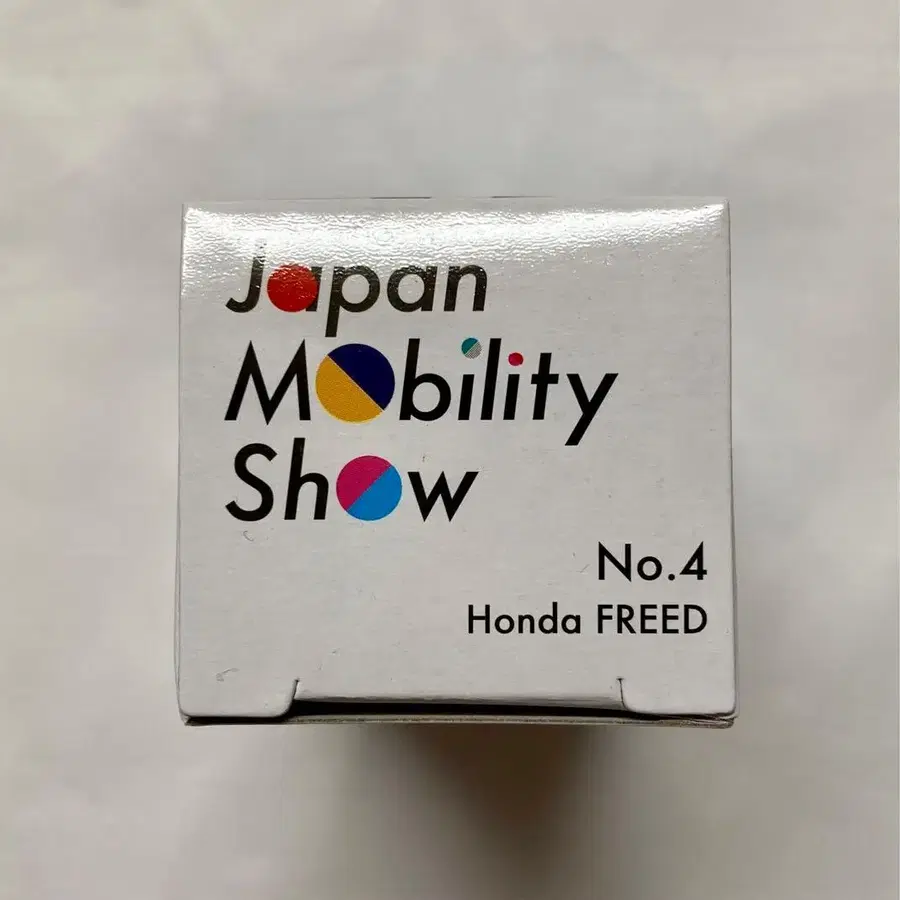 Japan
Mobility
Show
No.4
Honda FREED